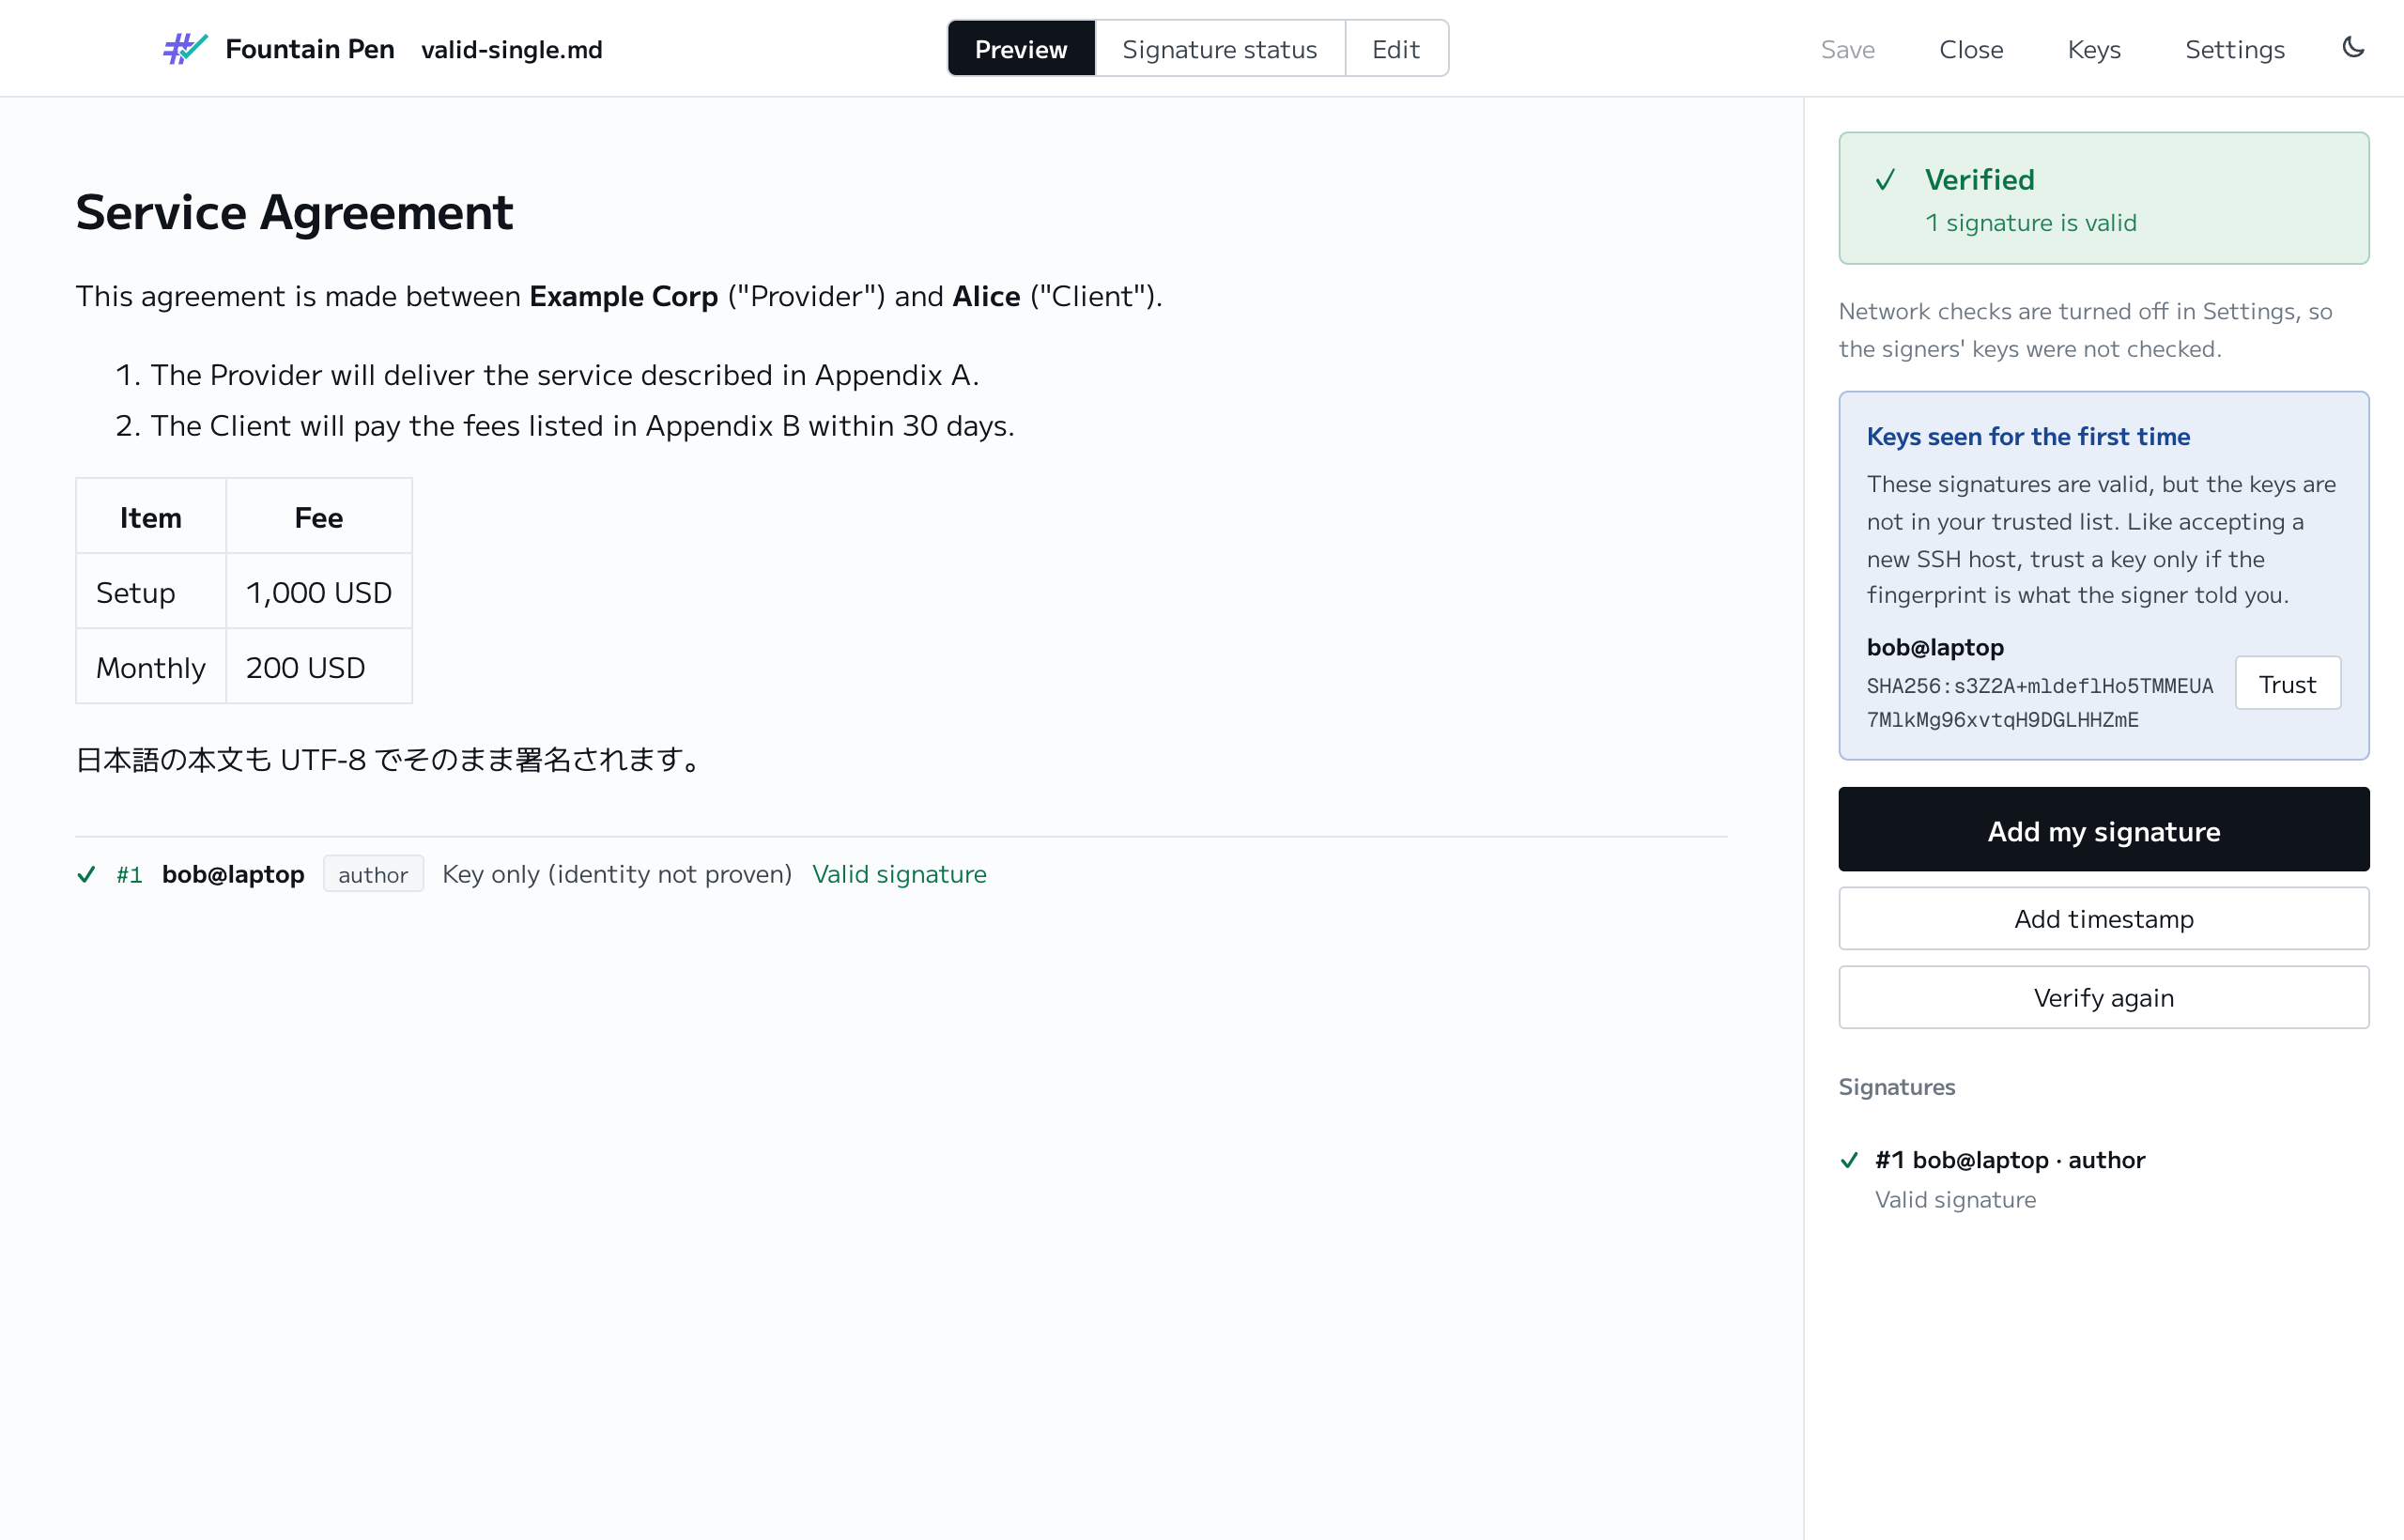 Fountain Pen valid-single.md
Preview Signature status Edit
Save Close Keys Settings
Service Agreement
This agreement is made between Example Corp ("Provider") and Alice ("Client").
1. The Provider will deliver the service described in Appendix A.
2. The Client will pay the fees listed in Appendix B within 30 days.
Item Fee
Setup 1,000 USD
Monthly 200 USD
日本語の本文も UTF-8 でそのまま署名されます。
#1 bob@laptop author Key only (identity not proven) Valid signature
Verified
1 signature is valid
Network checks are turned off in Settings, so
the signers' keys were not checked.
Keys seen for the first time
These signatures are valid, but the keys are
not in your trusted list. Like accepting a
new SSH host, trust a key only if the
fingerprint is what the signer told you.
bob@laptop
SHA256:s3Z2A+mldeflHo5TMMEUA
7MlkMg96xvtqH9DGLHHZmE
Trust
Add my signature
Add timestamp
Verify again
Signatures
#1 bob@laptop · author
Valid signature